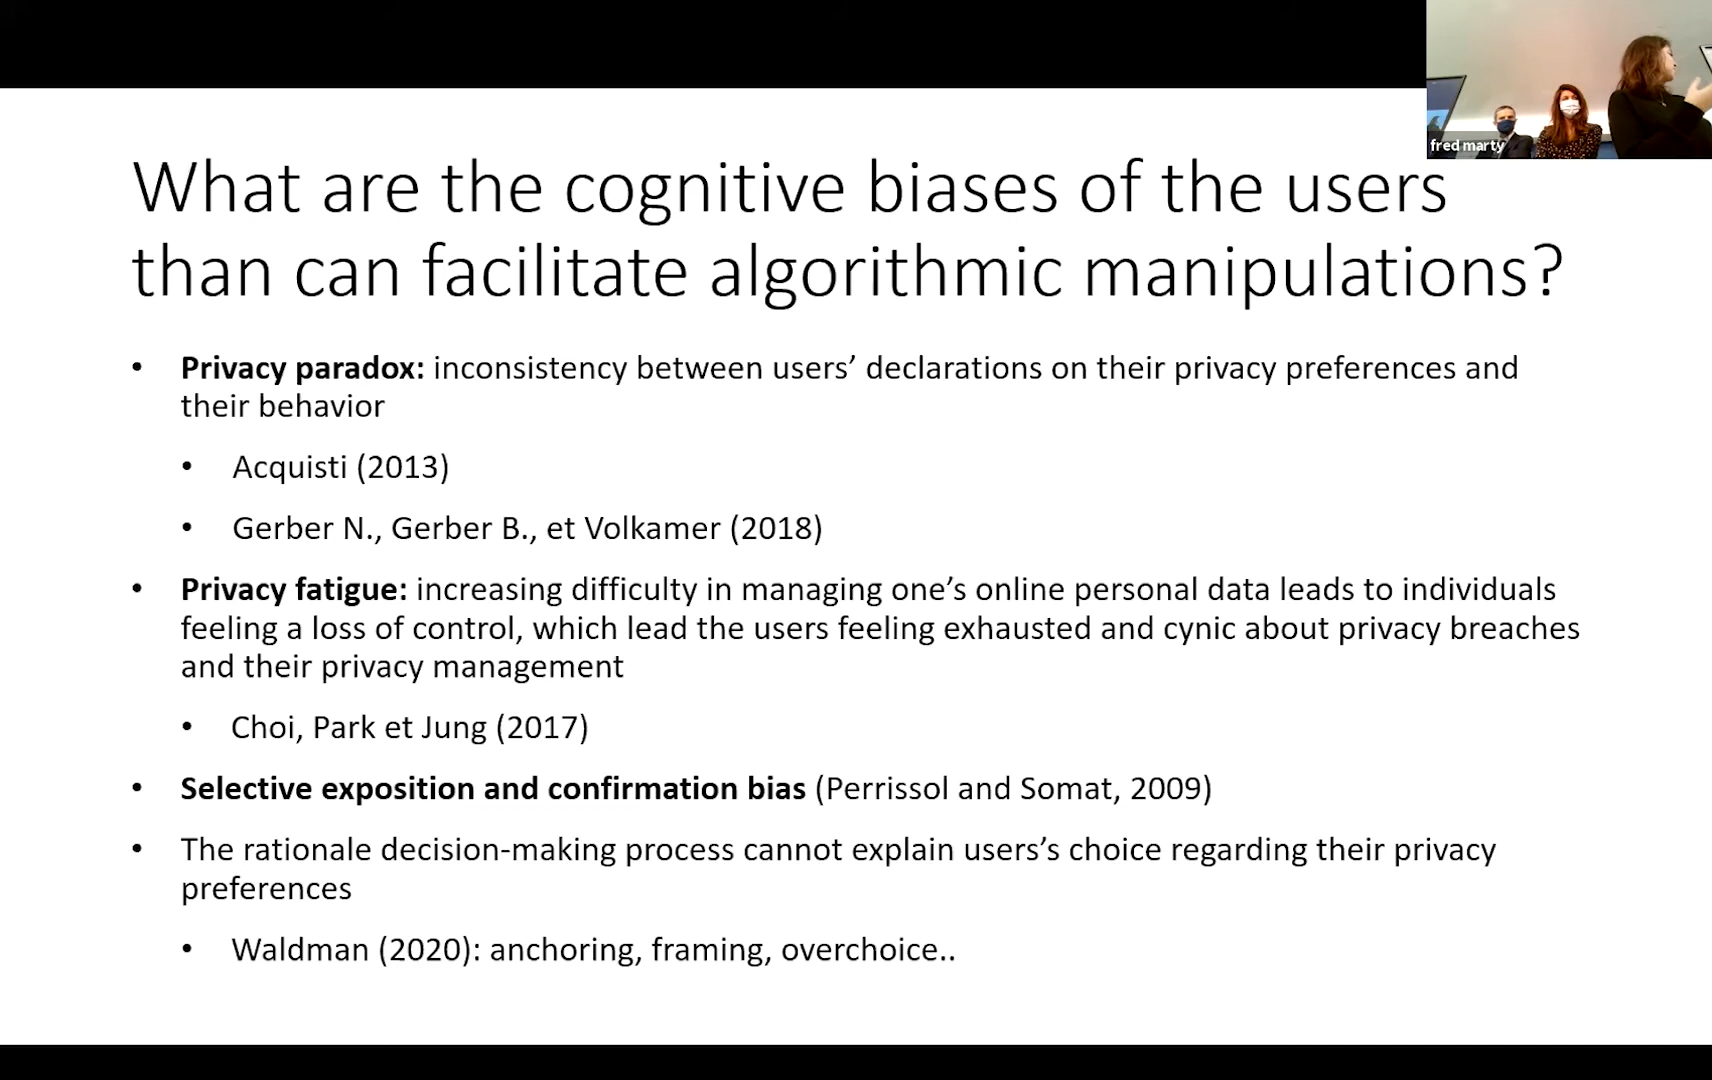 fred marty
What are the cognitive biases of the users
than can facilitate algorithmic manipulations?
• Privacy paradox: inconsistency between users’ declarations on their privacy preferences and
their behavior
• Acquisti (2013)
• Gerber N., Gerber B., et Volkamer (2018)
• Privacy fatigue: increasing difficulty in managing one’s online personal data leads to individuals
feeling a loss of control, which lead the users feeling exhausted and cynic about privacy breaches
and their privacy management
• Choi, Park et Jung (2017)
• Selective exposition and confirmation bias (Perrissol and Somat, 2009)
• The rationale decision-making process cannot explain users’s choice regarding their privacy
preferences
• Waldman (2020): anchoring, framing, overchoice..